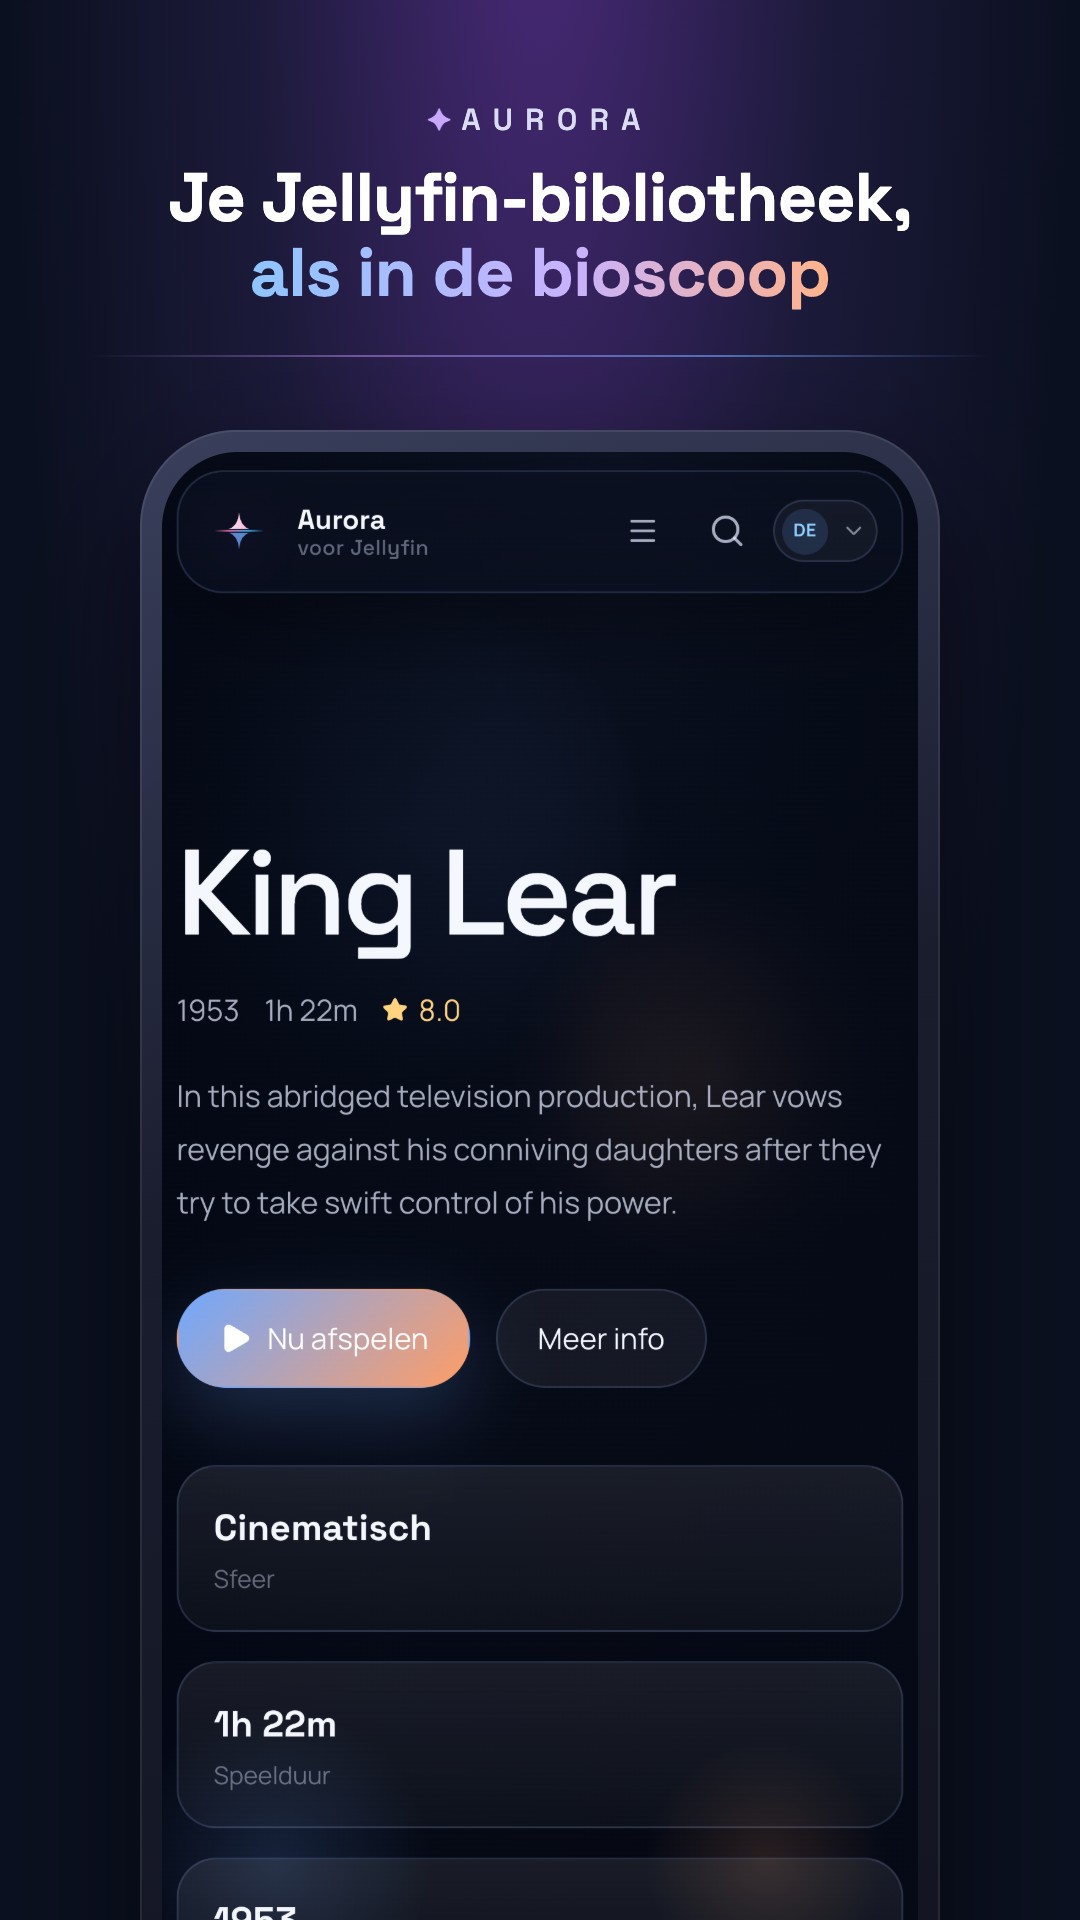 AURORA
Je Jellyfin-bibliotheek,
als in de bioscoop
Aurora
voor Jellyfin
DE
King Lear
1953 1h 22m 8.0
In this abridged television production, Lear vows
revenge against his conniving daughters after they
try to take swift control of his power.
Nu afspelen Meer info
Cinematisch
Sfeer
1h 22m
Speelduur
1953